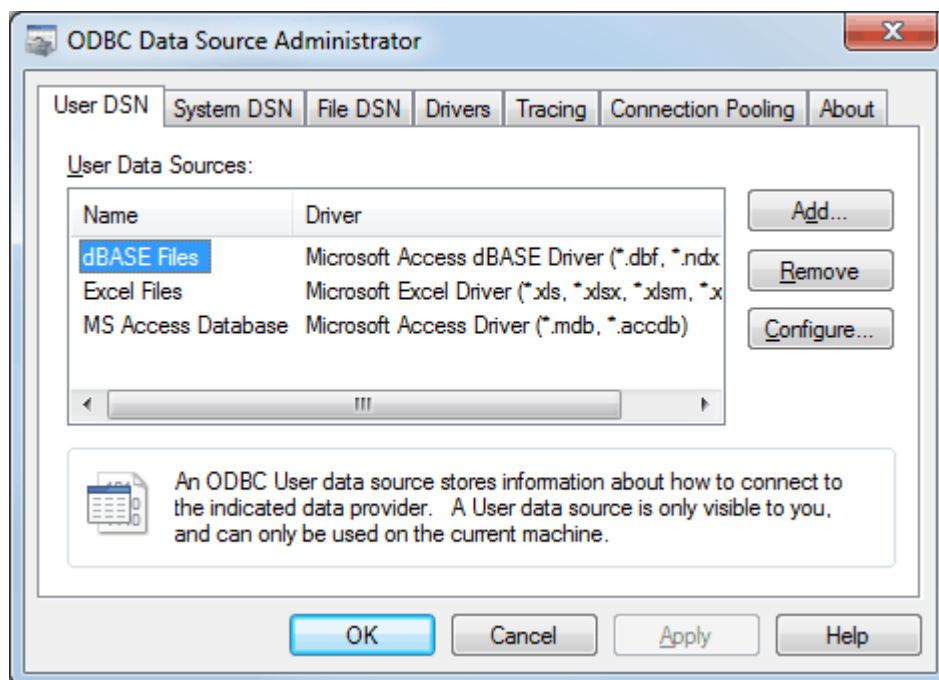 ODBC Data Source Administrator
User DSN System DSN File DSN Drivers Tracing Connection Pooling About
User Data Sources:
Name Driver
dBASE Files Microsoft Access dBASE Driver (*.dbf, *.ndx
Excel Files Microsoft Excel Driver (*.xls, *.xlsx, *.xlsm, *.x
MS Access Database Microsoft Access Driver (*.mdb, *.accdb)
Add...
Remove
Configure...
An ODBC User data source stores information about how to connect to
the indicated data provider. A User data source is only visible to you,
and can only be used on the current machine.
OK Cancel Apply Help